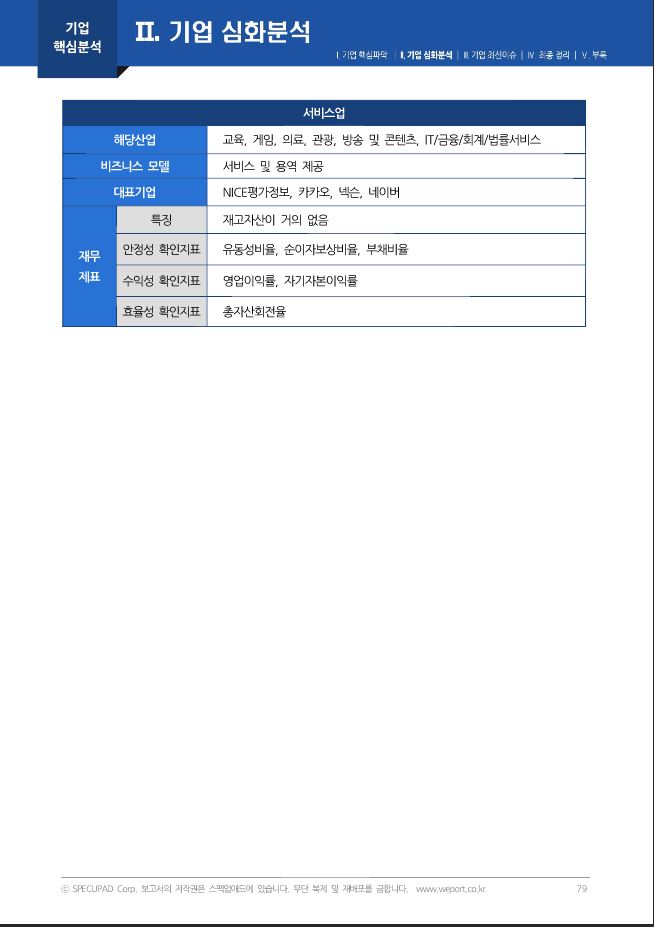 기업
핵심분석
Ⅱ. 기업 심화분석
Ⅰ. 기업 핵심파악 | Ⅱ. 기업 심화분석 | Ⅲ. 기업 최신이슈 | Ⅳ. 최종 정리 | Ⅴ. 부록
서비스업
해당산업 교육, 게임, 의료, 관광, 방송 및 콘텐츠, IT/금융/회계/법률서비스
비즈니스 모델 서비스 및 용역 제공
대표기업 NICE평가정보, 카카오, 넥슨, 네이버
재무
제표
특징 재고자산이 거의 없음
안정성 확인지표 유동성비율, 순이자보상비율, 부채비율
수익성 확인지표 영업이익률, 자기자본이익률
효율성 확인지표 총자산회전율
ⓒ SPECUPAD Corp. 보고서의 저작권은 스펙업애드에 있습니다. 무단 복제 및 재배포를 금합니다. www.weport.co.kr 79